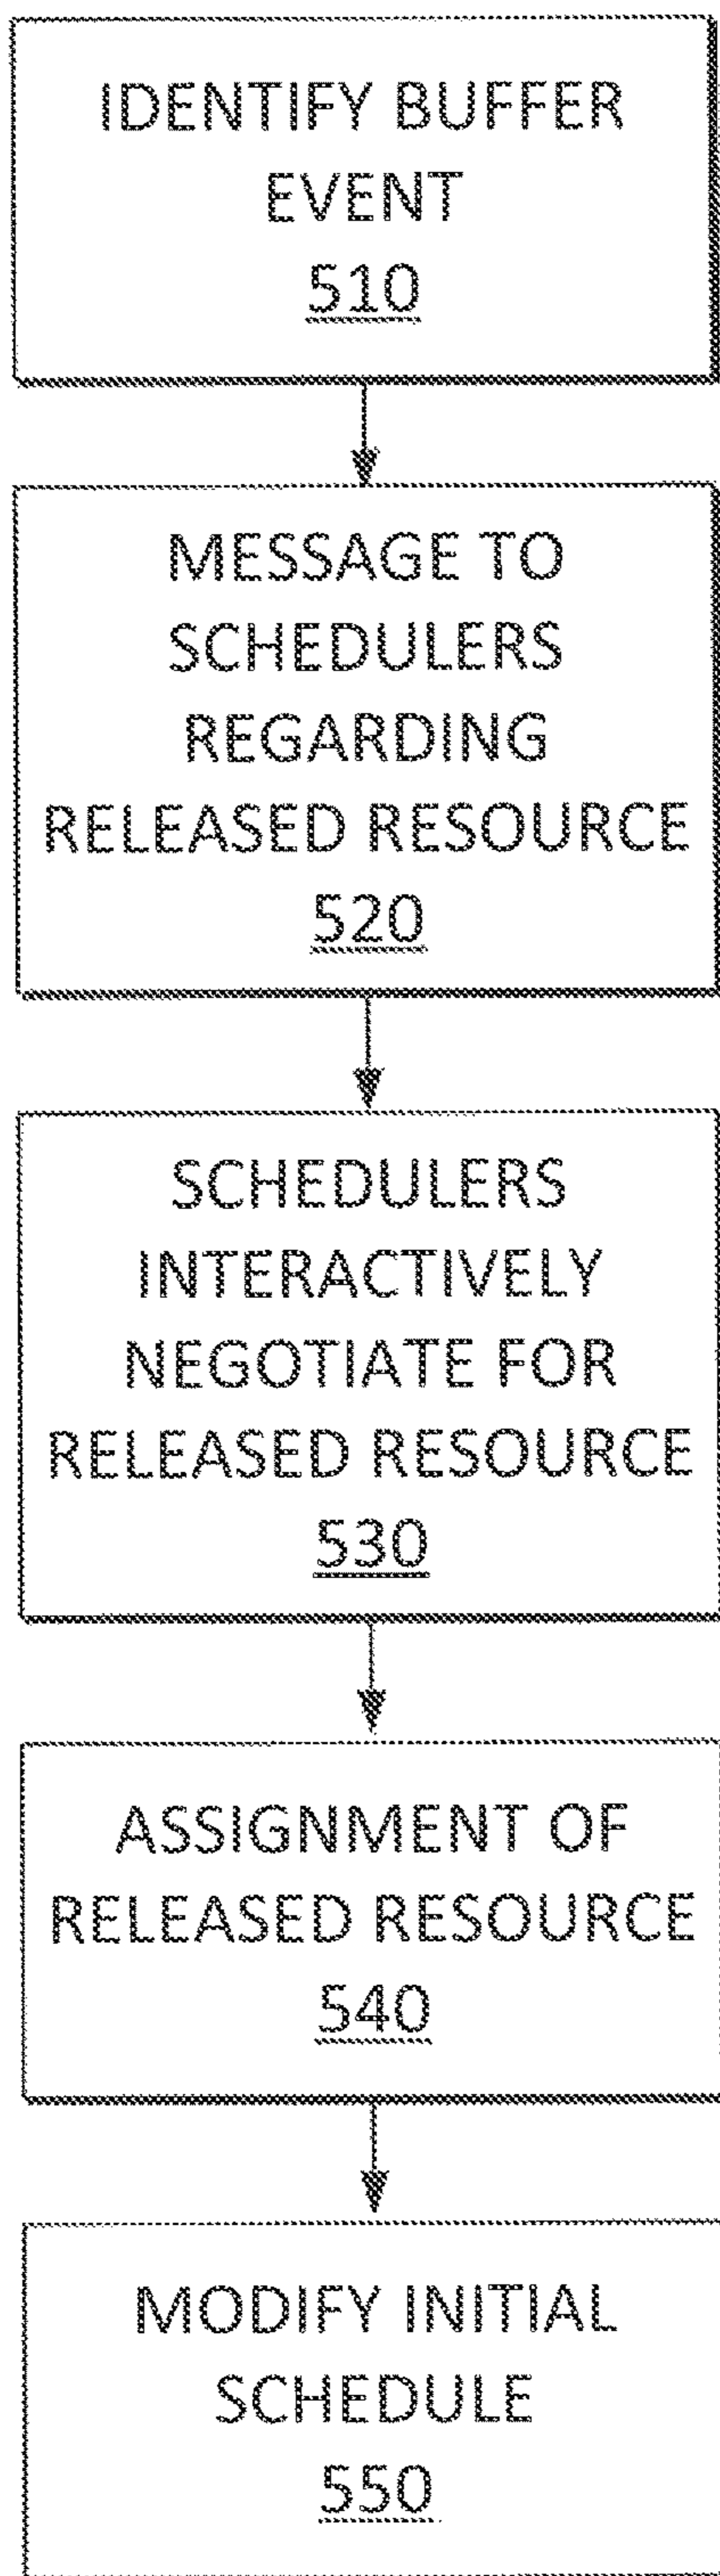 IDENTIFY BUFFER
EVENT
510
MESSAGE TO
SCHEDULERS
REGARDING
RELEASED RESOURCE
520
SCHEDULERS
INTERACTIVELY
NEGOTIATE FOR
RELEASED RESOURCE
530
ASSIGNMENT OF
RELEASED RESOURCE
540
MODIFY INITIAL
SCHEDULE
550